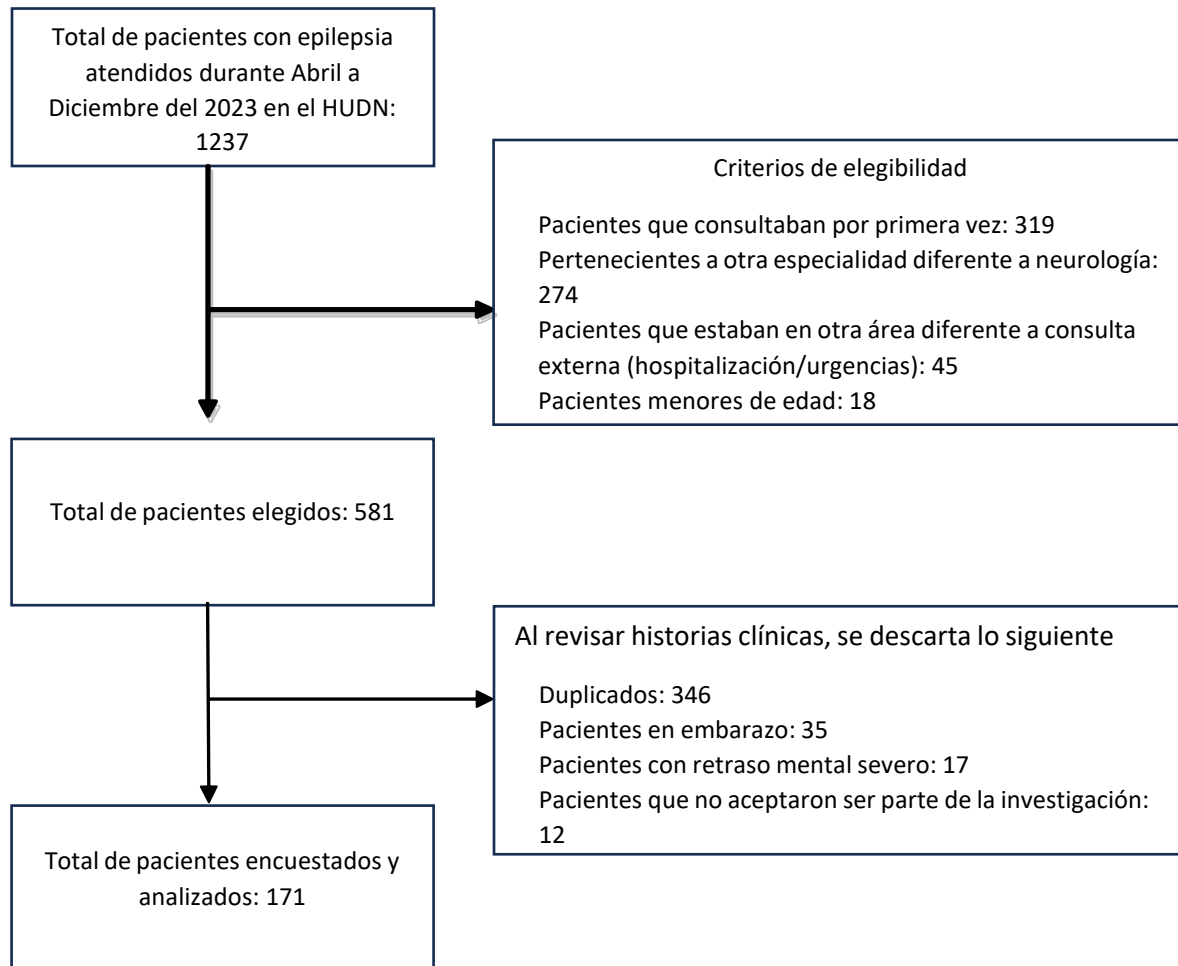 Total de pacientes con epilepsia
atendidos durante Abril a
Diciembre del 2023 en el HUDN:
1237
Criterios de elegibilidad
Pacientes que consultaban por primera vez: 319
Pertenecientes a otra especialidad diferente a neurología:
274
Pacientes que estaban en otra área diferente a consulta
externa (hospitalización/urgencias): 45
Pacientes menores de edad: 18
Total de pacientes elegidos: 581
Al revisar historias clínicas, se descarta lo siguiente
Duplicados: 346
Pacientes en embarazo: 35
Pacientes con retraso mental severo: 17
Pacientes que no aceptaron ser parte de la investigación:
12
Total de pacientes encuestados y
analizados: 171